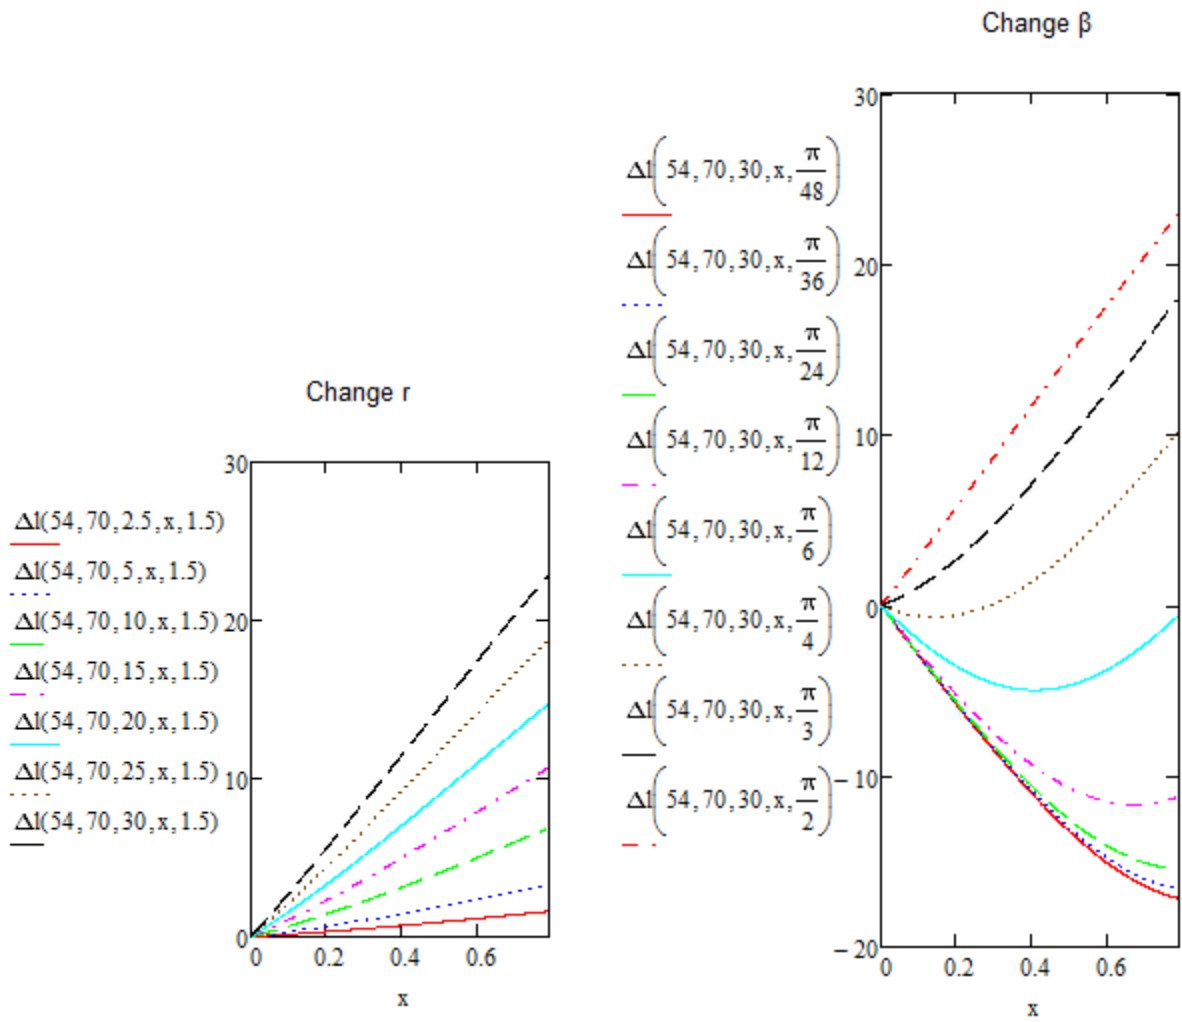 Change β
Change r
Δl(54,70,2.5,x,1.5)
Δl(54,70,5,x,1.5)
Δl(54,70,10,x,1.5)
Δl(54,70,15,x,1.5)
Δl(54,70,20,x,1.5)
Δl(54,70,25,x,1.5)
Δl(54,70,30,x,1.5)
30
20
10
0
0 0.2 0.4 0.6
x
Δl(54,70,30,x,π/48)
Δl(54,70,30,x,π/36)
Δl(54,70,30,x,π/24)
Δl(54,70,30,x,π/12)
Δl(54,70,30,x,π/6)
Δl(54,70,30,x,π/4)
Δl(54,70,30,x,π/3)
Δl(54,70,30,x,π/2)
30
20
10
0
−10
−20
0 0.2 0.4 0.6
x